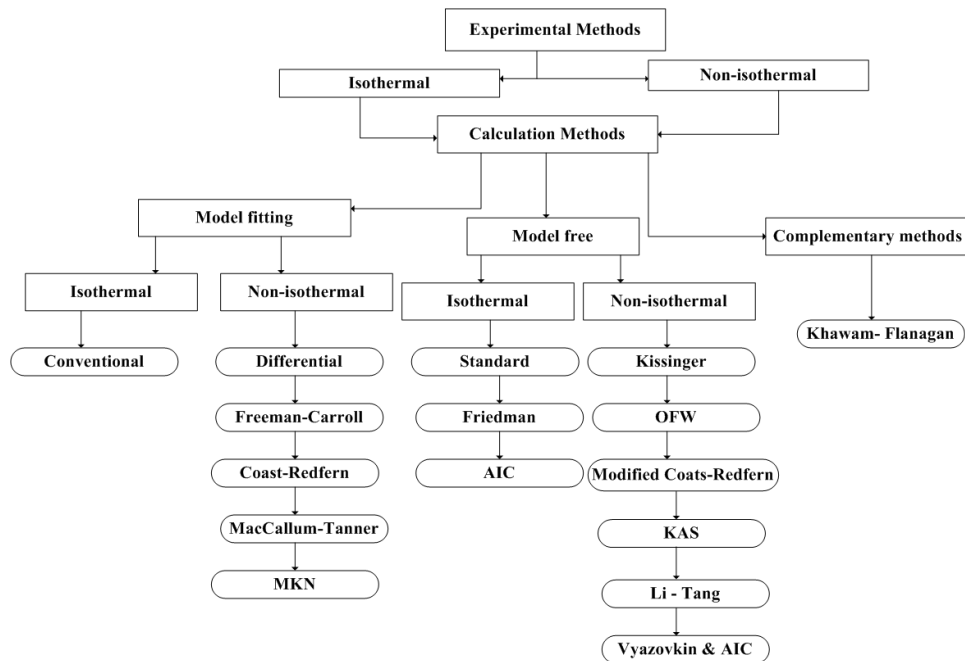 Experimental Methods
Isothermal
Non-isothermal
Calculation Methods
Model fitting
Model free
Complementary methods
Isothermal
Non-isothermal
Isothermal
Non-isothermal
Khawam- Flanagan
Conventional
Differential
Standard
Kissinger
Freeman-Carroll
Friedman
OFW
Coast-Redfern
AIC
Modified Coats-Redfern
MacCallum-Tanner
KAS
MKN
Li - Tang
Vyazovkin & AIC